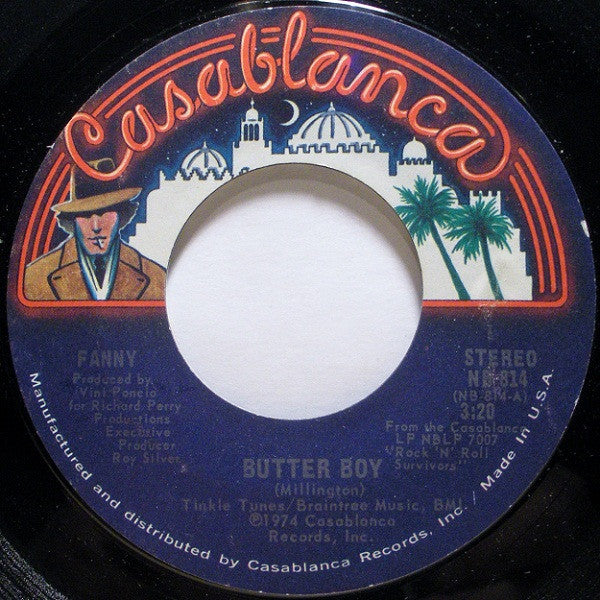 Casablanca
FANNY
Produced by
Vini Poncio
for Richard Perry
Productions
Executive
Producer
Roy Silver
STEREO
NB 814
(NB-814-A)
3:20
From the Casablanca
LP NBLP 7007
"Rock 'N' Roll
Survivors"
BUTTER BOY
(Millington)
Tinkle Tunes/Braintree Music, BMI
©1974 Casablanca
Records, Inc.
Manufactured and distributed by Casablanca Records, Inc. / Made In U.S.A.